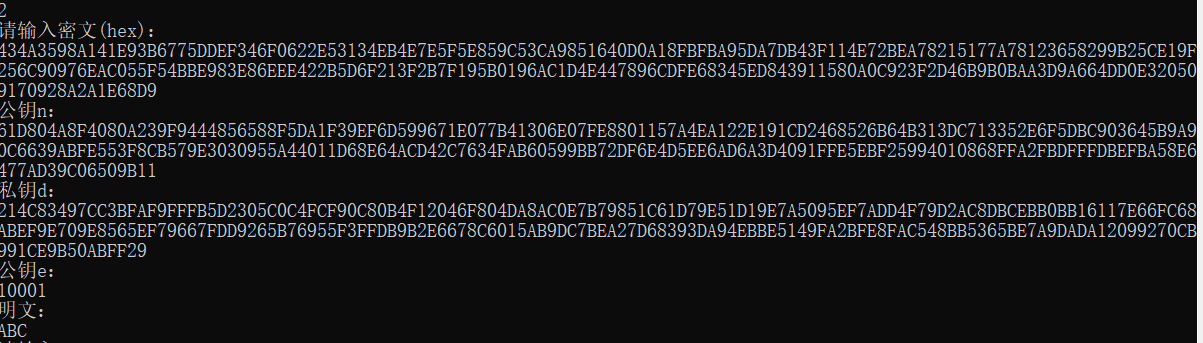 2
请输入密文(hex):
434A3598A141E93B6775DDEF346F0622E53134EB4E7E5F5E859C53CA9851640D0A18FBFBA95DA7DB43F114E72BEA78215177A78123658299B25CE19F
256C90976EAC055F54BBE983E86EEE422B5D6F213F2B7F195B0196AC1D4E447896CDFE68345ED843911580A0C923F2D46B9B0BAA3D9A664DD0E32050
9170928A2A1E68D9
公钥n:
61D804A8F4080A239F9444856588F5DA1F39EF6D599671E077B41306E07FE8801157A4EA122E191CD2468526B64B313DC713352E6F5DBC903645B9A9
0C6639ABFE553F8CB579E3030955A44011D68E64ACD42C7634FAB60599BB72DF6E4D5EE6AD6A3D4091FFE5EBF25994010868FFA2FBDFFFDBEFBA58E6
477AD39C06509B11
私钥d:
214C83497CC3BFAF9FFFB5D2305C0C4FCF90C80B4F12046F804DA8AC0E7B79851C61D79E51D19E7A5095EF7ADD4F79D2AC8DBCEBB0BB16117E66FC68
ABEF9E709E8565EF79667FDD9265B76955F3FFDB9B2E6678C6015AB9DC7BEA27D68393DA94EBBE5149FA2BFE8FAC548BB5365BE7A9DADA12099270CB
991CE9B50ABFF29
公钥e:
10001
明文:
ABC